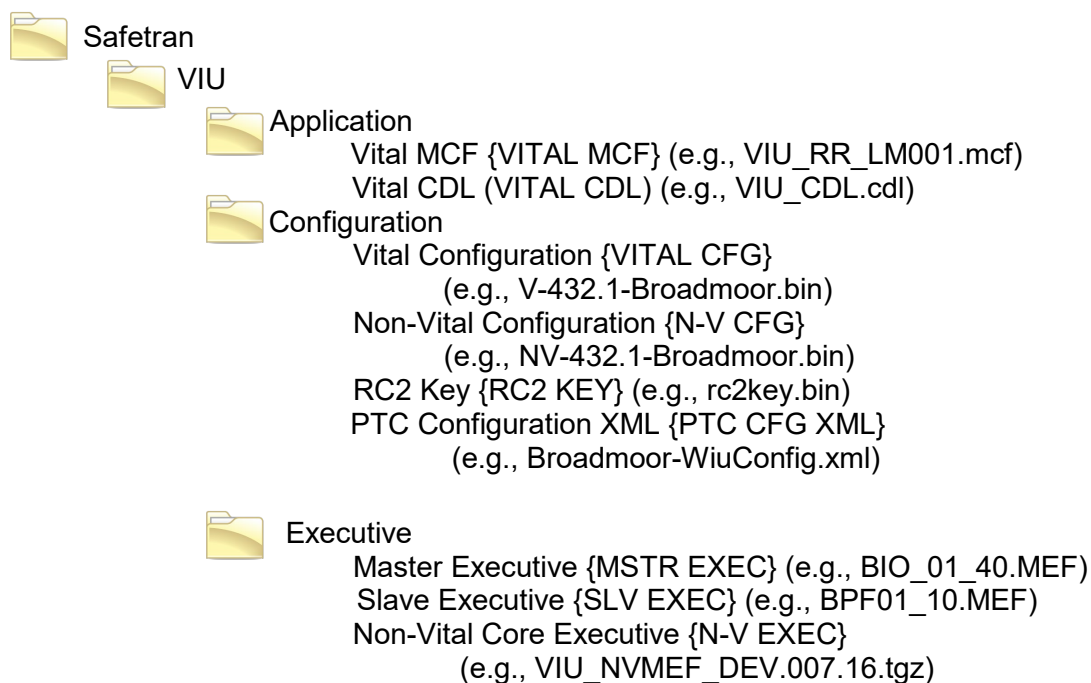 Safetran
VIU
Application
Vital MCF {VITAL MCF} (e.g., VIU_RR_LM001.mcf)
Vital CDL (VITAL CDL) (e.g., VIU_CDL.cdl)
Configuration
Vital Configuration {VITAL CFG}
(e.g., V-432.1-Broadmoor.bin)
Non-Vital Configuration {N-V CFG}
(e.g., NV-432.1-Broadmoor.bin)
RC2 Key {RC2 KEY} (e.g., rc2key.bin)
PTC Configuration XML {PTC CFG XML}
(e.g., Broadmoor-WiuConfig.xml)
Executive
Master Executive {MSTR EXEC} (e.g., BIO_01_40.MEF)
Slave Executive {SLV EXEC} (e.g., BPF01_10.MEF)
Non-Vital Core Executive {N-V EXEC}
(e.g., VIU_NVMEF_DEV.007.16.tgz)